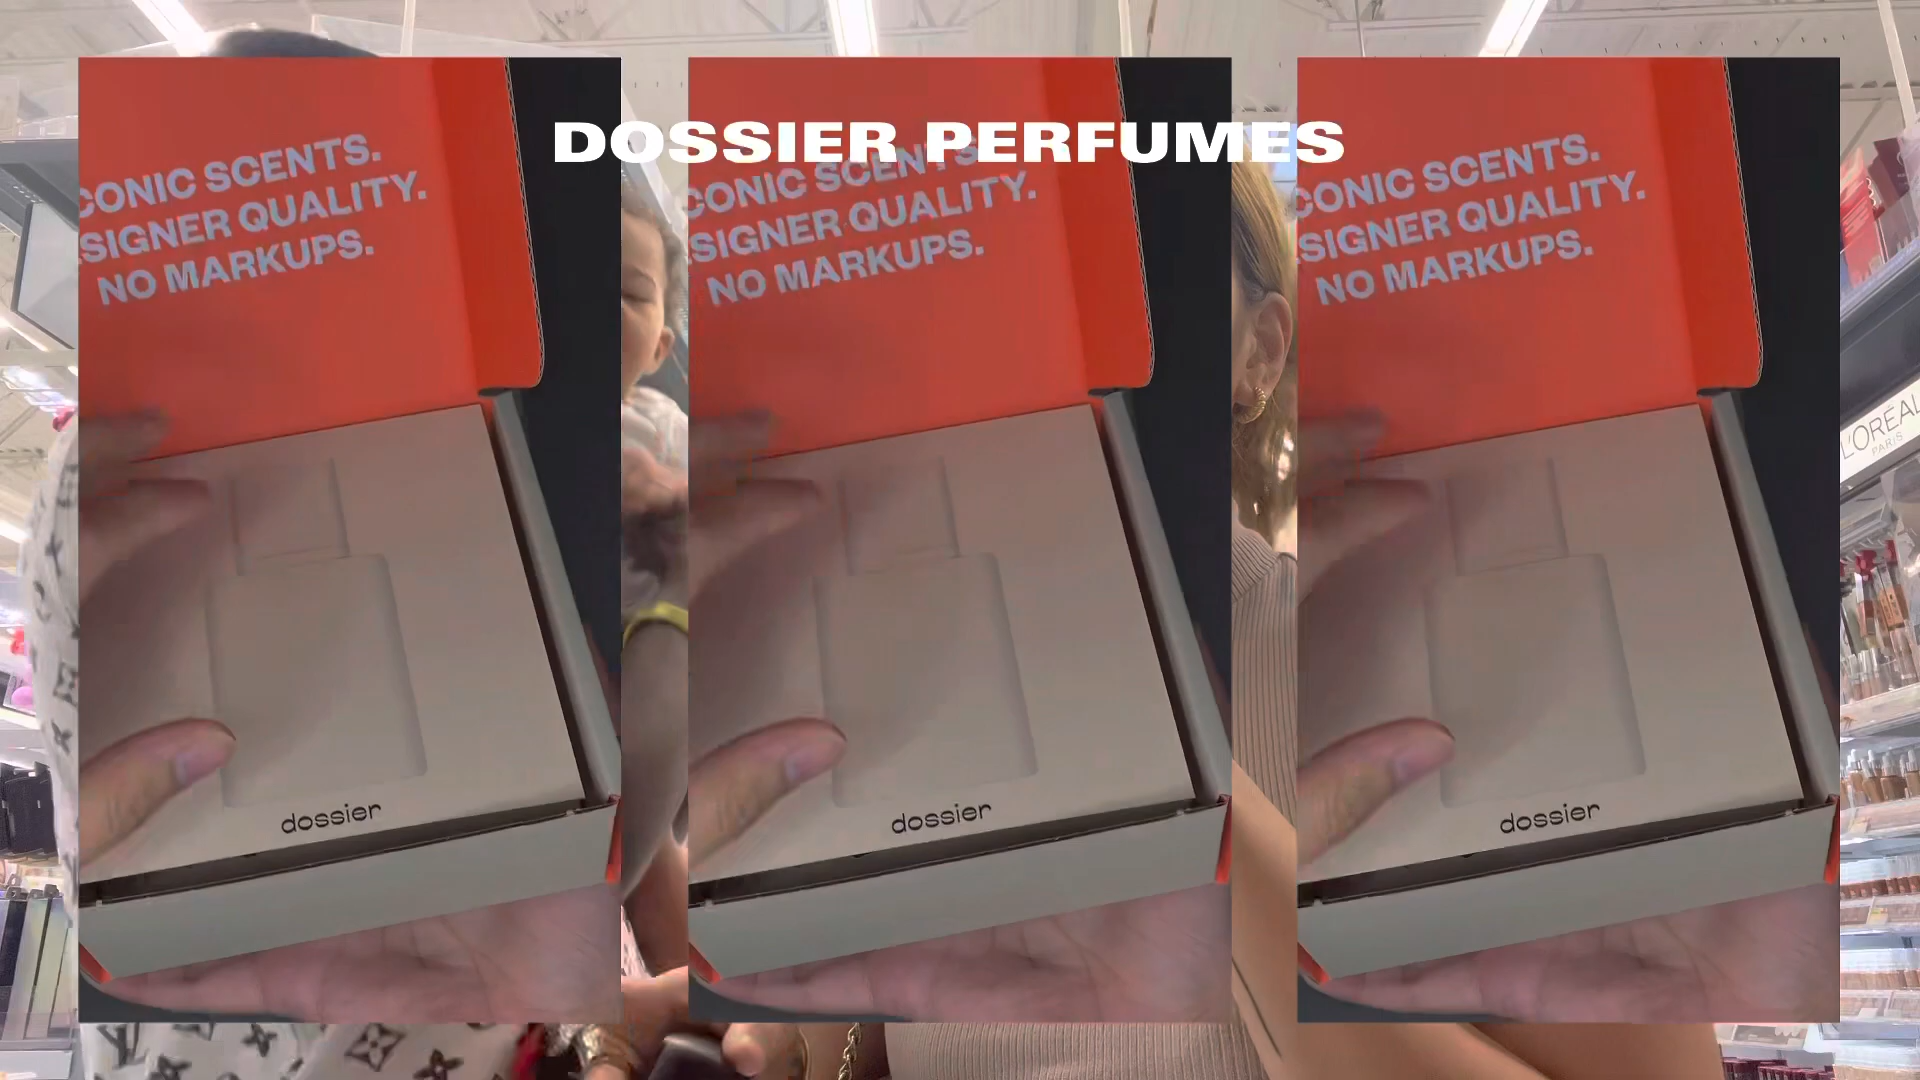 DOSSIER PERFUMES
CONIC SCENTS.
SIGNER QUALITY.
NO MARKUPS.
dossier
CONIC SCENTS.
SIGNER QUALITY.
NO MARKUPS.
dossier
CONIC SCENTS.
SIGNER QUALITY.
NO MARKUPS.
dossier
L'ORÉAL
PARIS